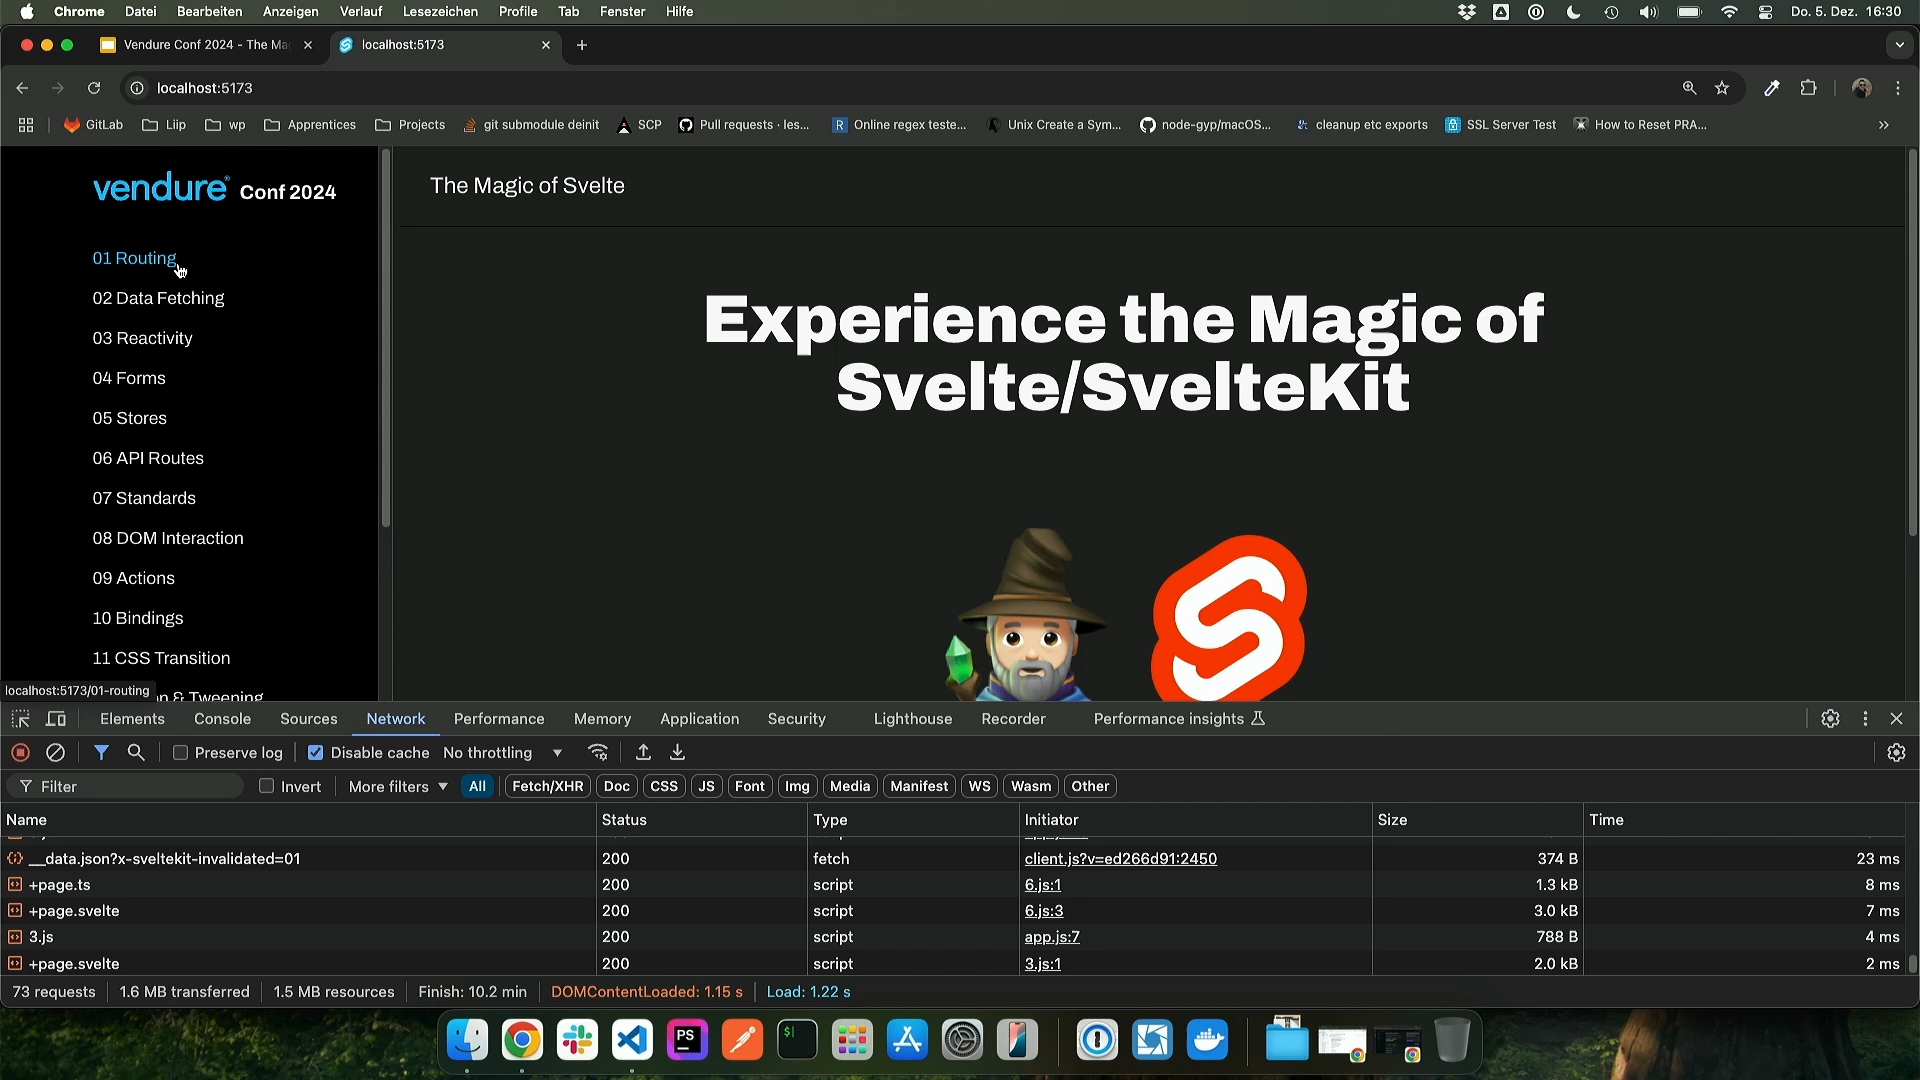 Chrome Datei Bearbeiten Anzeigen Verlauf Lesezeichen Profile Tab Fenster Hilfe Do. 5. Dez. 16:30
Vendure Conf 2024 - The Ma localhost:5173
localhost:5173
GitLab Liip wp Apprentices Projects git submodule deinit SCP Pull requests · les... R Online regex teste... Unix Create a Sym... node-gyp/macOS... cleanup etc exports SSL Server Test How to Reset PRA... »
vendure® Conf 2024
The Magic of Svelte
01 Routing
02 Data Fetching
03 Reactivity
04 Forms
05 Stores
06 API Routes
07 Standards
08 DOM Interaction
09 Actions
10 Bindings
11 CSS Transition
n & Tweening
Experience the Magic of
Svelte/SvelteKit
localhost:5173/01-routing
Elements Console Sources Network Performance Memory Application Security Lighthouse Recorder Performance insights
Preserve log Disable cache No throttling
Filter Invert More filters All Fetch/XHR Doc CSS JS Font Img Media Manifest WS Wasm Other
Name Status Type Initiator Size Time
__data.json?x-sveltekit-invalidated=01 200 fetch client.js?v=ed266d91:2450 374 B 23 ms
+page.ts 200 script 6.js:1 1.3 kB 8 ms
+page.svelte 200 script 6.js:3 3.0 kB 7 ms
3.js 200 script app.js:7 788 B 4 ms
+page.svelte 200 script 3.js:1 2.0 kB 2 ms
73 requests 1.6 MB transferred 1.5 MB resources Finish: 10.2 min DOMContentLoaded: 1.15 s Load: 1.22 s
PS $